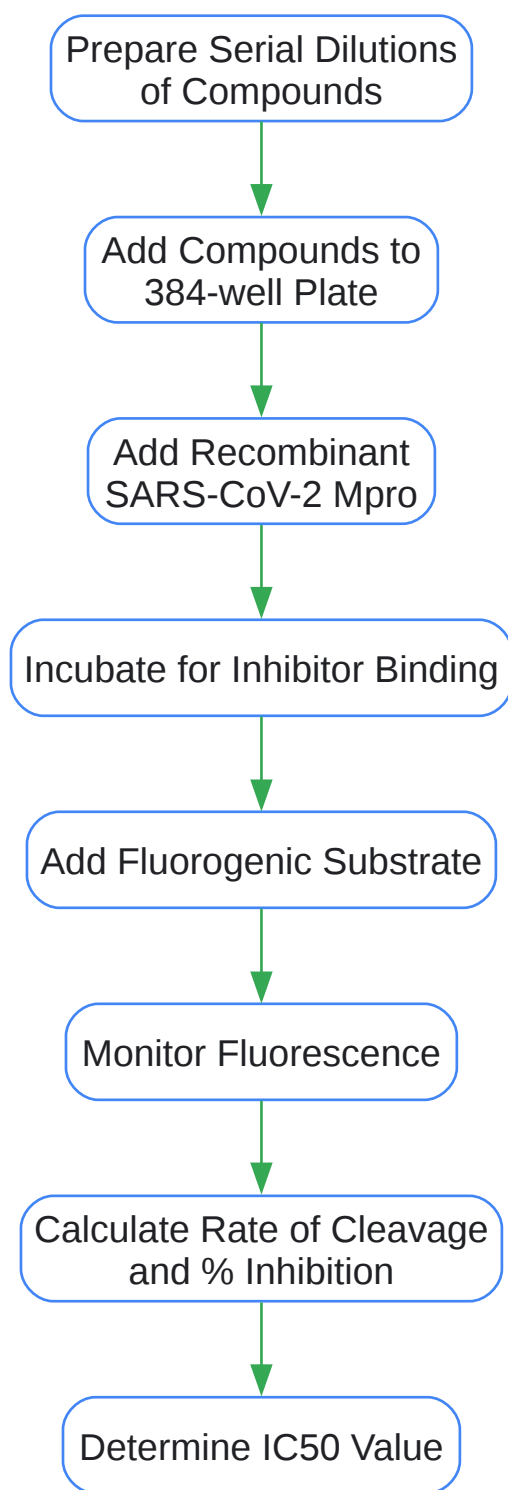 Prepare Serial Dilutions
of Compounds
Add Compounds to
384-well Plate
Add Recombinant
SARS-CoV-2 Mpro
Incubate for Inhibitor Binding
Add Fluorogenic Substrate
Monitor Fluorescence
Calculate Rate of Cleavage
and % Inhibition
Determine IC50 Value